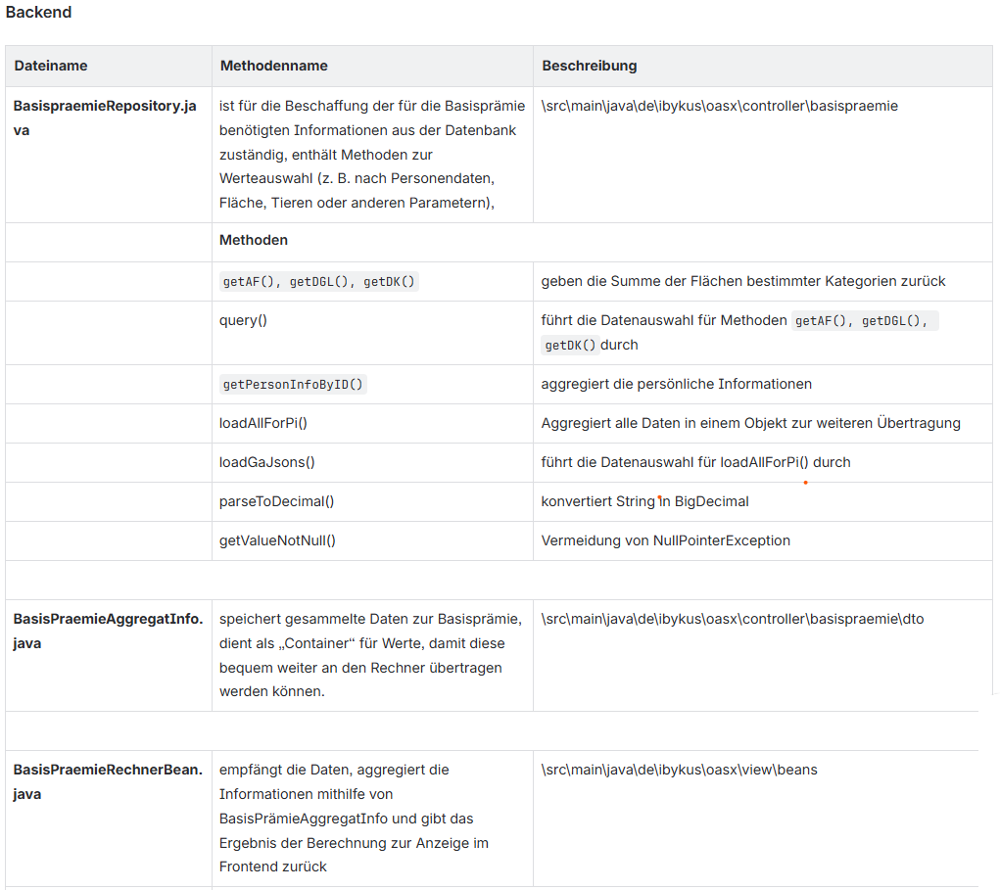 Backend
Dateiname Methodenname Beschreibung
BasispraemieRepository.ja
va
ist für die Beschaffung der für die Basisprämie
benötigten Informationen aus der Datenbank
zuständig, enthält Methoden zur
Werteauswahl (z. B. nach Personendaten,
Fläche, Tieren oder anderen Parametern),
\src\main\java\de\ibykus\oasx\controller\basispraemie
Methoden
getAF(), getDGL(), getDK() geben die Summe der Flächen bestimmter Kategorien zurück
query() führt die Datenauswahl für Methoden getAF(), getDGL(),
getDK() durch
getPersonInfoByID() aggregiert die persönliche Informationen
loadAllForPi() Aggregiert alle Daten in einem Objekt zur weiteren Übertragung
loadGaJsons() führt die Datenauswahl für loadAllForPi() durch
parseToDecimal() konvertiert String in BigDecimal
getValueNotNull() Vermeidung von NullPointerException
BasisPraemieAggregatInfo.
java
speichert gesammelte Daten zur Basisprämie,
dient als „Container“ für Werte, damit diese
bequem weiter an den Rechner übertragen
werden können.
\src\main\java\de\ibykus\oasx\controller\basispraemie\dto
BasisPraemieRechnerBean.
java
empfängt die Daten, aggregiert die
Informationen mithilfe von
BasisPrämieAggregatInfo und gibt das
Ergebnis der Berechnung zur Anzeige im
Frontend zurück
\src\main\java\de\ibykus\oasx\view\beans